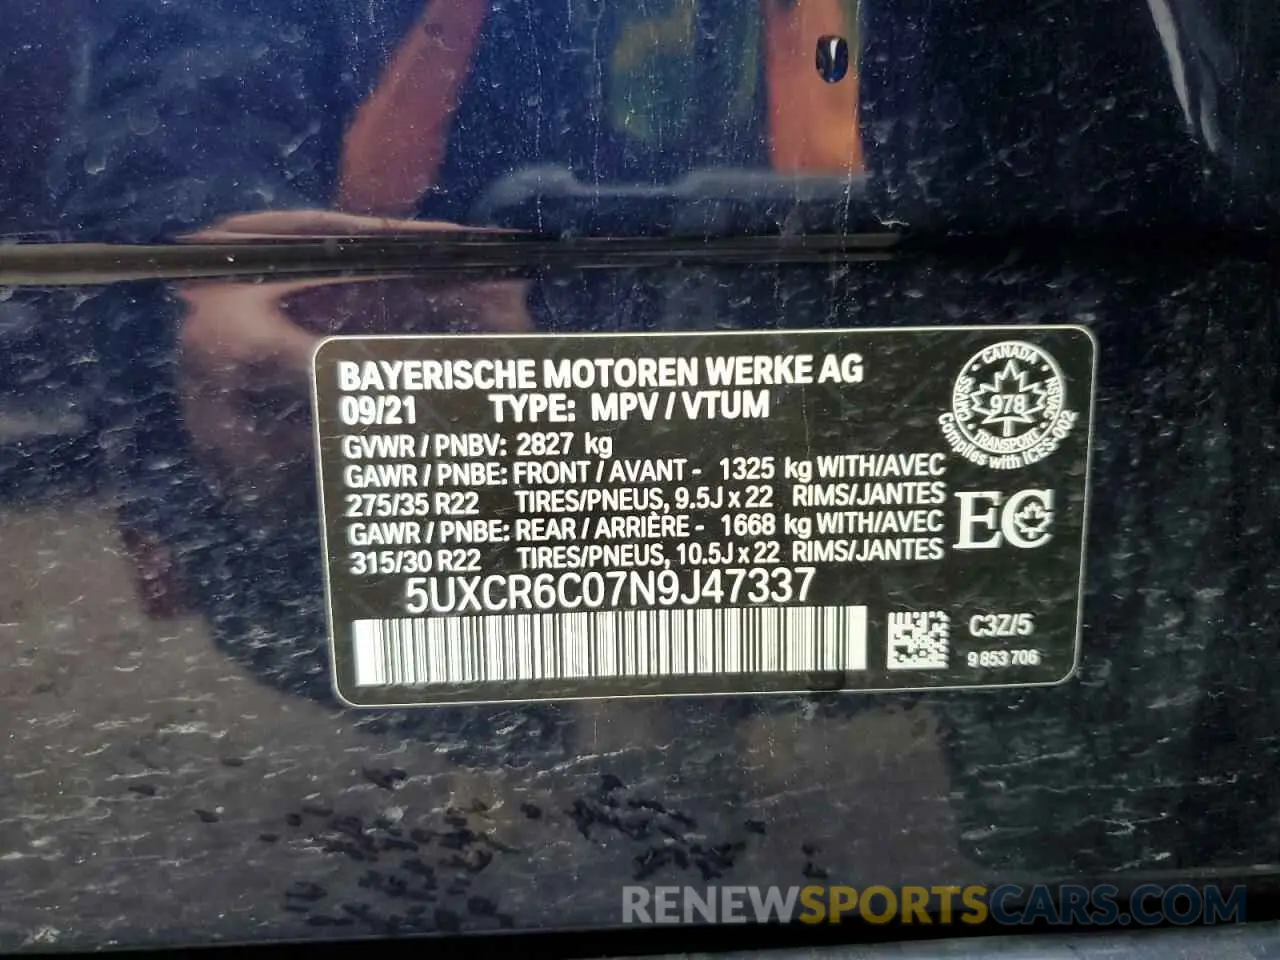 BAYERISCHE MOTOREN WERKE AG
09/21 TYPE: MPV / VTUM
GVWR / PNBV: 2827 kg
GAWR / PNBE: FRONT / AVANT - 1325 kg WITH/AVEC
275/35 R22 TIRES/PNEUS, 9.5J x 22 RIMS/JANTES
GAWR / PNBE: REAR / ARRIÈRE - 1668 kg WITH/AVEC
315/30 R22 TIRES/PNEUS, 10.5J x 22 RIMS/JANTES
5UXCR6C07N9J47337
CANADA
CMVSS
NSVAC
978
TRANSPORT
Complies with ICES-002
EC
C3Z/5
9 853 706
RENEWSPORTSCARS.COM